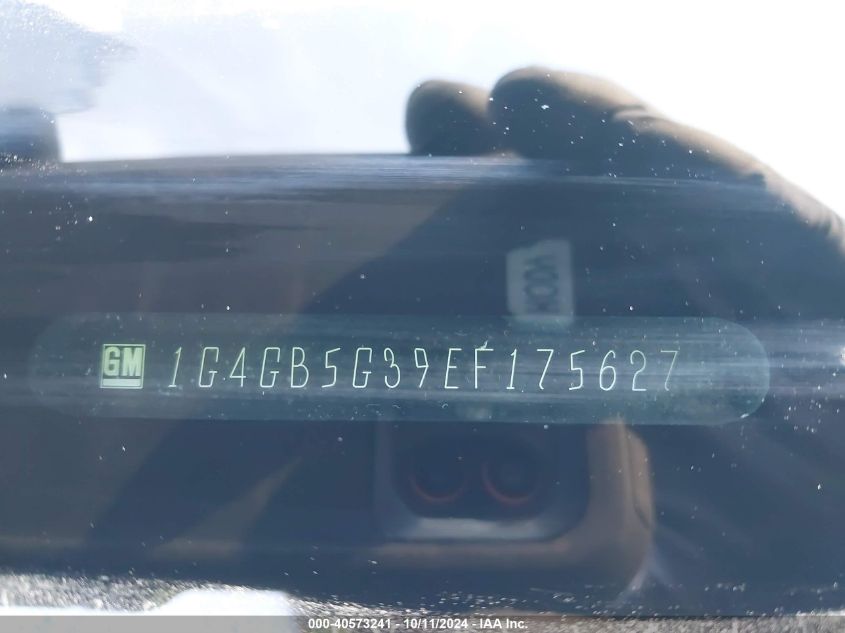 GM 1G4GB5G39EF175627
000-40573241 - 10/11/2024 - IAA Inc.